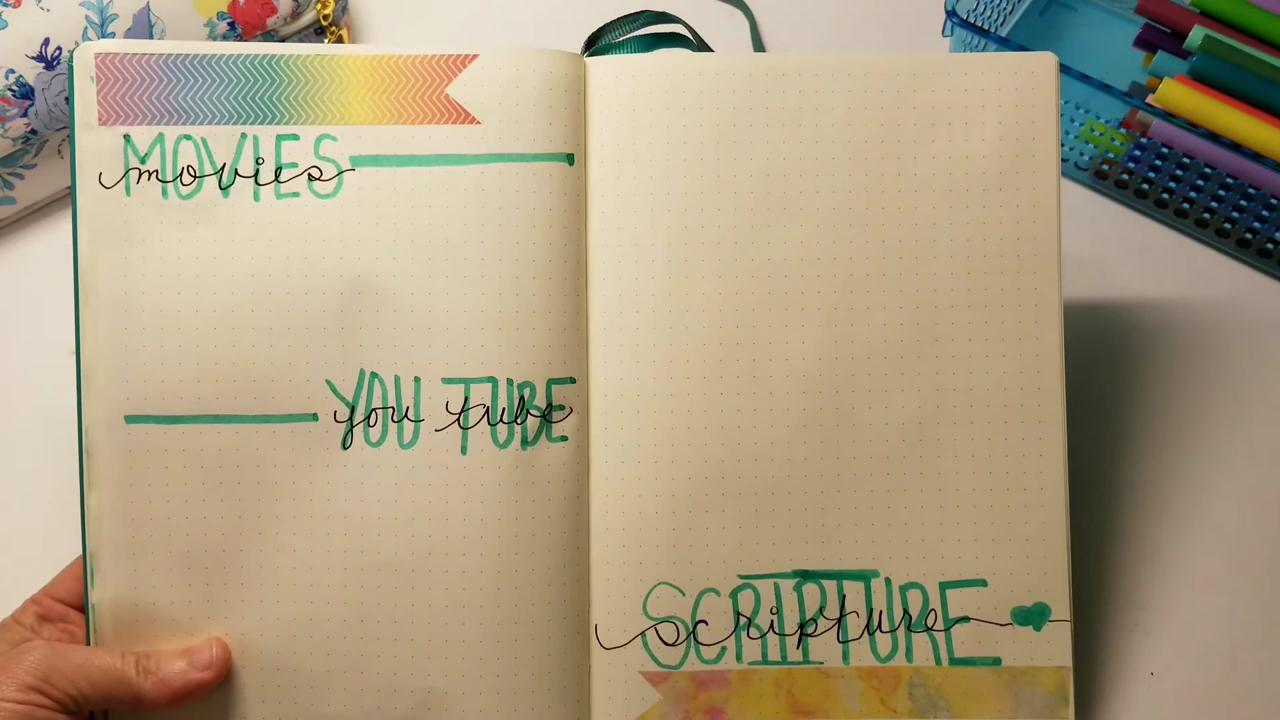 MOVIES
movies
YOU TUBE
you tube
SCRIPTURE
scripture